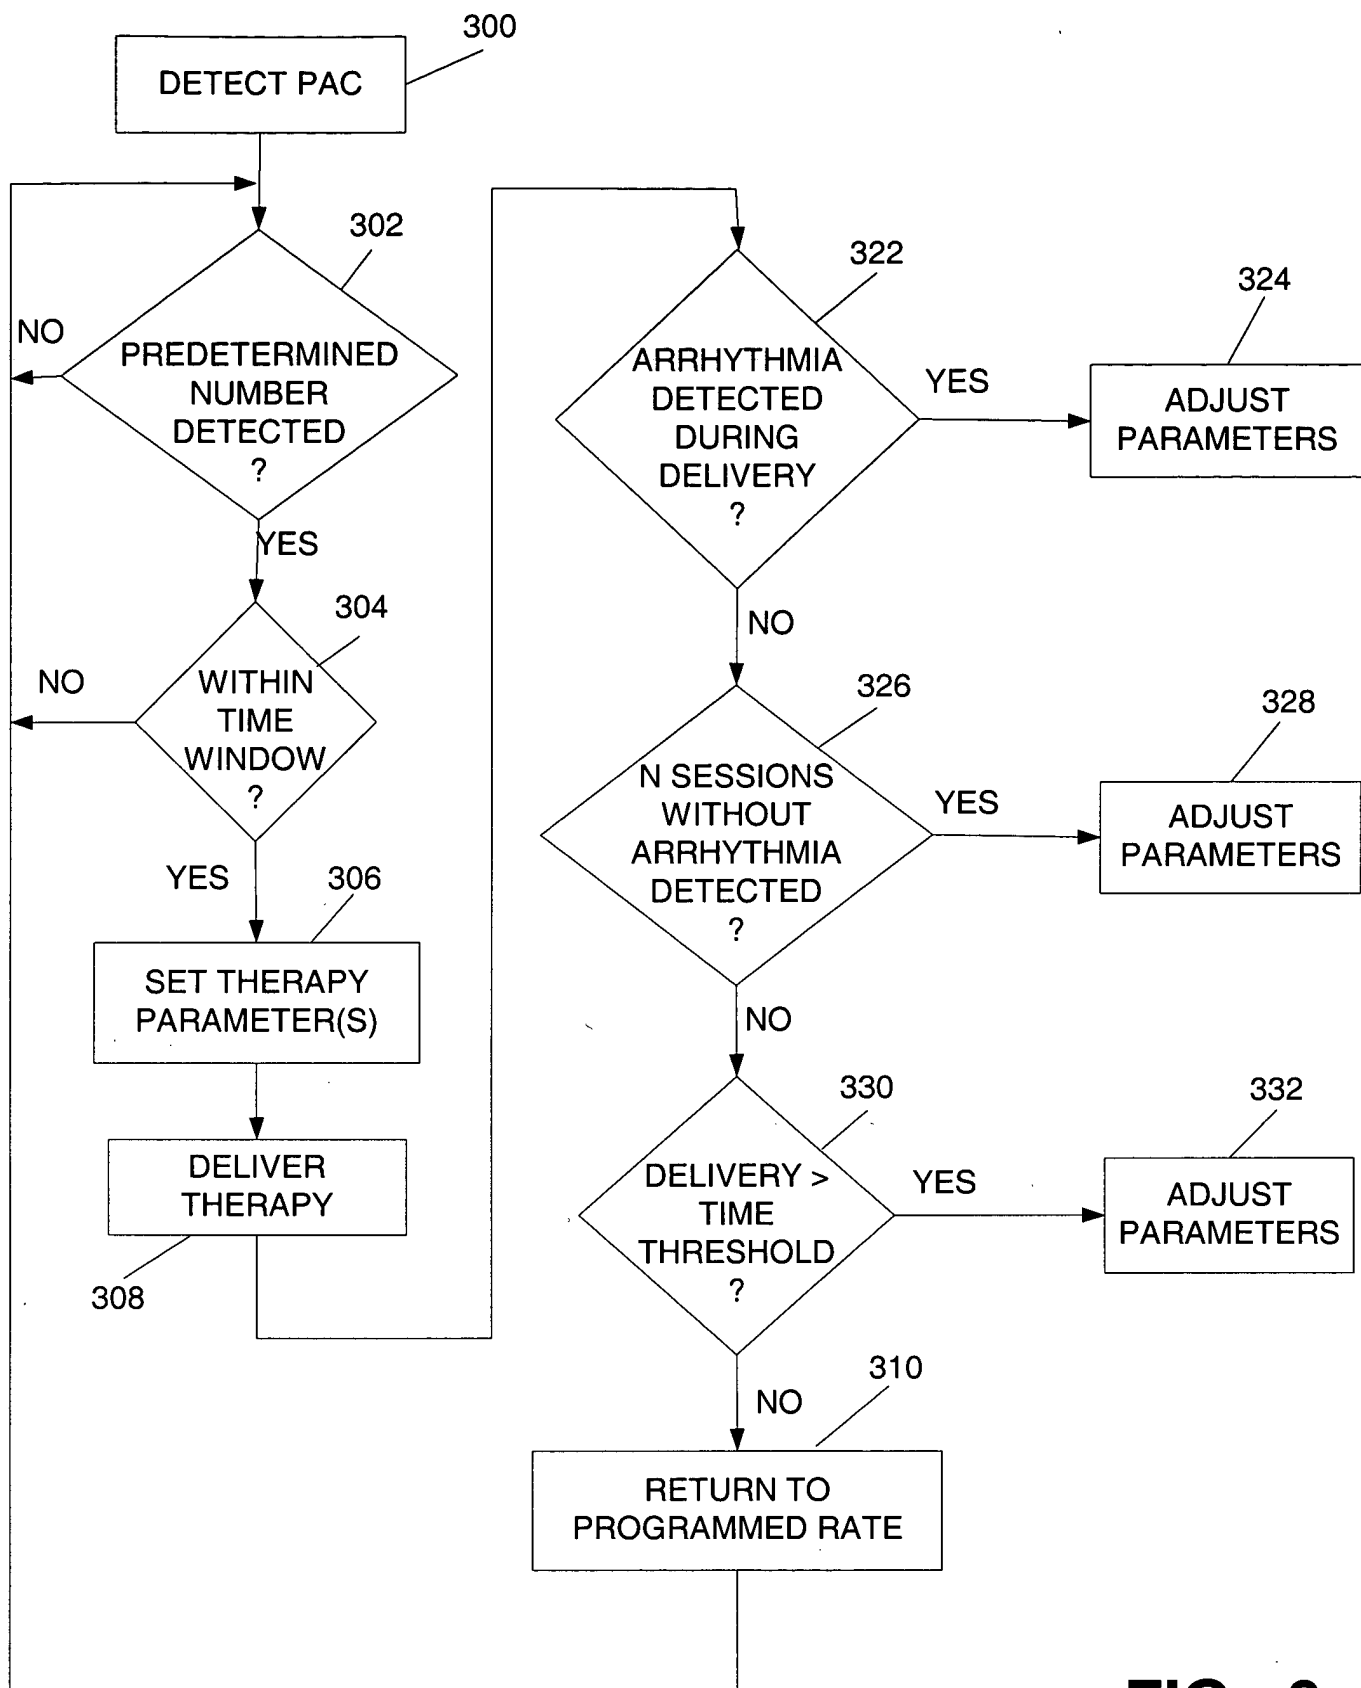 300
DETECT PAC
302
NO
PREDETERMINED
NUMBER
DETECTED
?
YES
304
NO
WITHIN
TIME
WINDOW
?
YES
306
SET THERAPY
PARAMETER(S)
DELIVER
THERAPY
308
322
ARRHYTHMIA
DETECTED
DURING
DELIVERY
?
YES
324
ADJUST
PARAMETERS
NO
326
N SESSIONS
WITHOUT
ARRHYTHMIA
DETECTED
?
YES
328
ADJUST
PARAMETERS
NO
330
DELIVERY >
TIME
THRESHOLD
?
YES
332
ADJUST
PARAMETERS
NO
310
RETURN TO
PROGRAMMED RATE